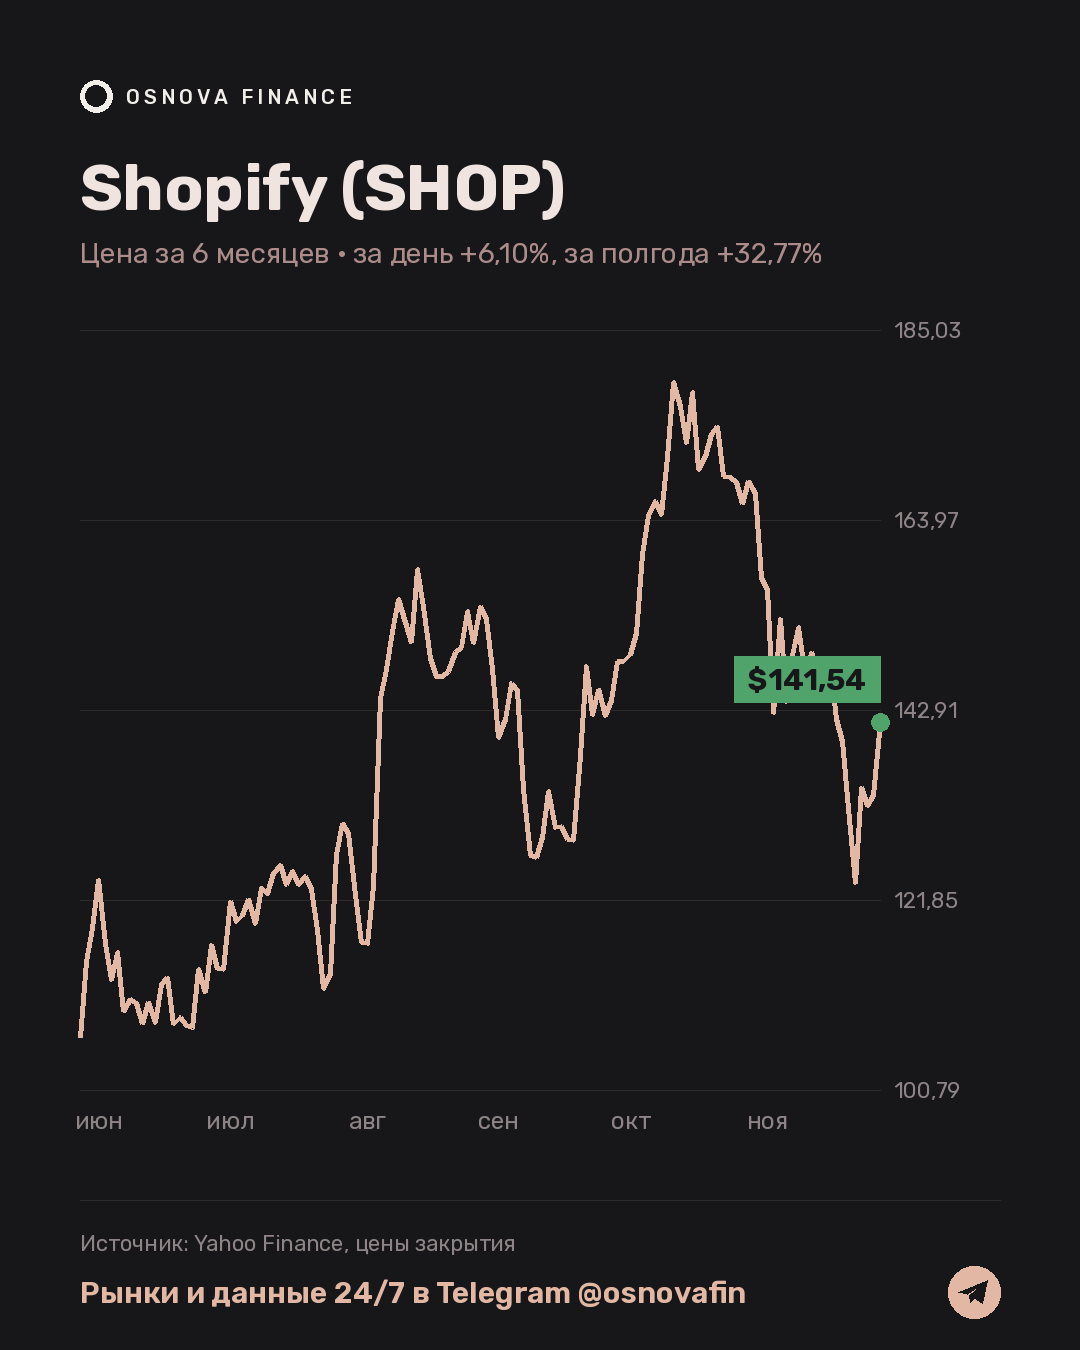 OSNOVA FINANCE
Shopify (SHOP)
Цена за 6 месяцев • за день +6,10%, за полгода +32,77%
185,03
163,97
$141,54
142,91
121,85
100,79
июн июл авг сен окт ноя
Источник: Yahoo Finance, цены закрытия
Рынки и данные 24/7 в Telegram @osnovafin